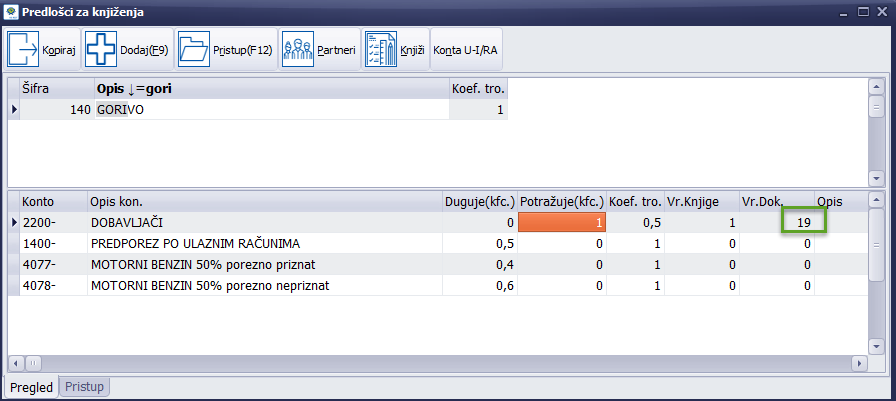 Predlošci za knjiženja
Kopiraj Dodaj(F9) Pristup(F12) Partneri Knjiži Konta U-I/RA
Šifra Opis ↓=gori Koef. tro.
140 GORIVO 1
Konto Opis kon. Duguje(kfc.) Potražuje(kfc.) Koef. tro. Vr.Knjige Vr.Dok. Opis
2200- DOBAVLJAČI 0 1 0,5 1 19
1400- PREDPOREZ PO ULAZNIM RAČUNIMA 0,5 0 1 0 0
4077- MOTORNI BENZIN 50% porezno priznat 0,4 0 1 0 0
4078- MOTORNI BENZIN 50% porezno nepriznat 0,6 0 1 0 0
Pregled Pristup